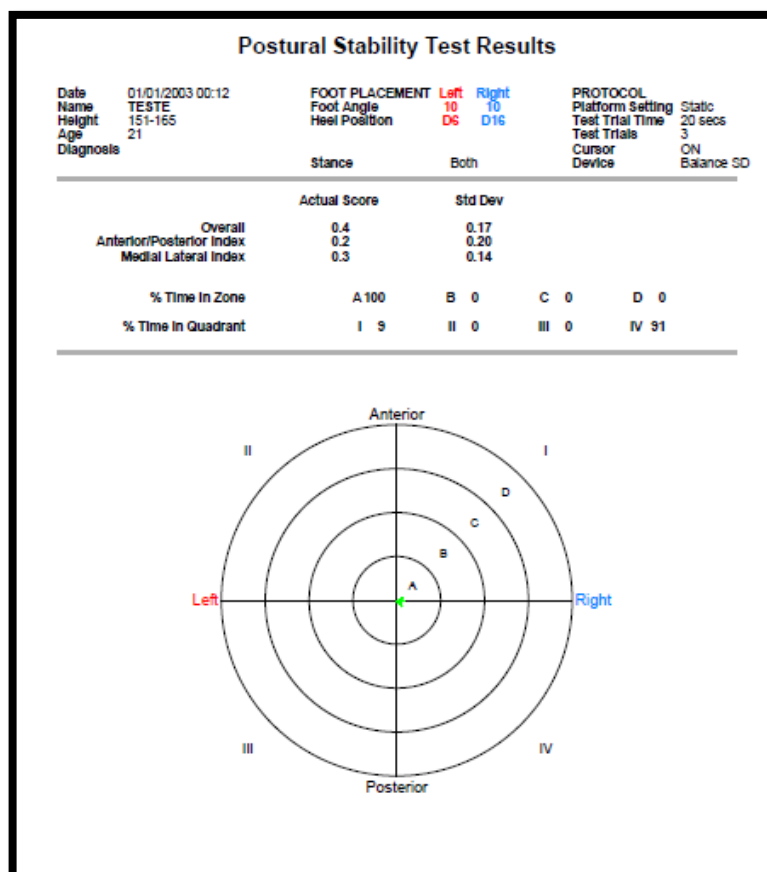 Postural Stability Test Results
Date 01/01/2003 00:12 FOOT PLACEMENT Left Right PROTOCOL
Name TESTE Foot Angle 10 10 Platform Setting Static
Height 151-165 Heel Position D6 D16 Test Trial Time 20 secs
Age 21 Test Trials 3
Diagnosis Cursor ON
Stance Both Device Balance SD
Actual Score Std Dev
Overall 0.4 0.17
Anterior/Posterior Index 0.2 0.20
Medial Lateral Index 0.3 0.14
% Time in Zone A 100 B 0 C 0 D 0
% Time in Quadrant I 9 II 0 III 0 IV 91
Anterior
II I
D
C
B
A
Left Right
III IV
Posterior